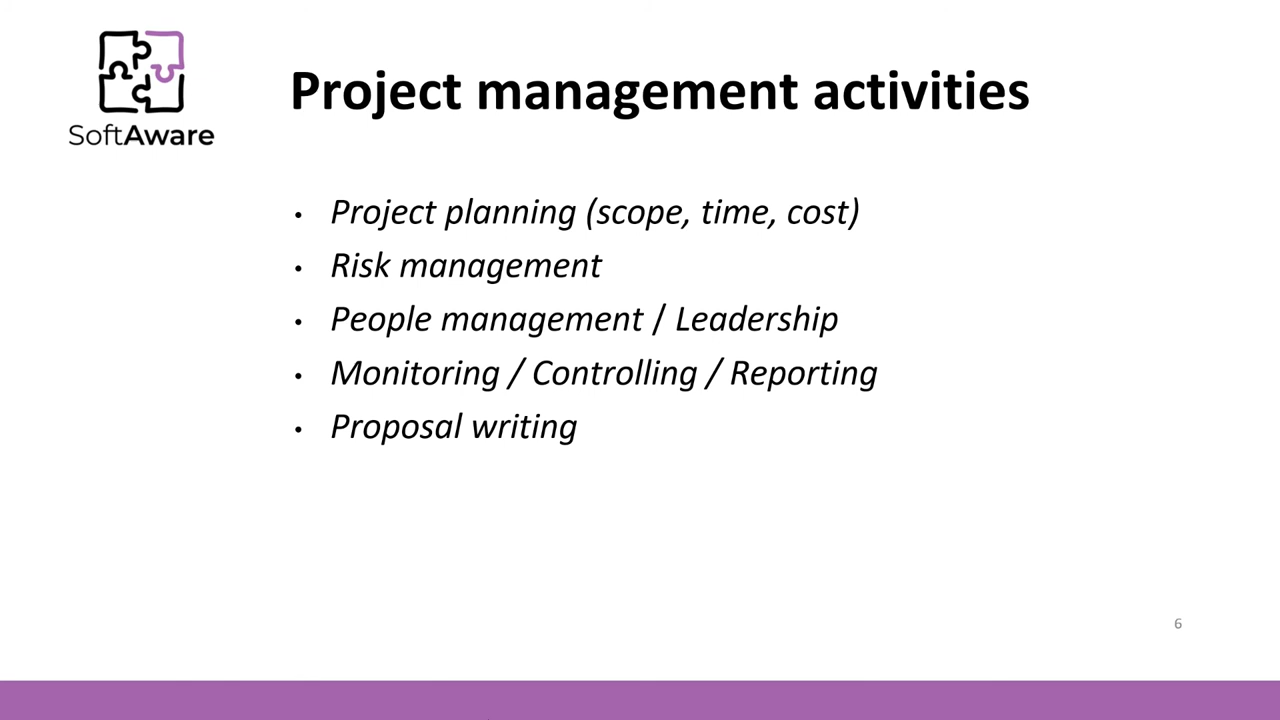 SoftAware
Project management activities
• Project planning (scope, time, cost)
• Risk management
• People management / Leadership
• Monitoring / Controlling / Reporting
• Proposal writing
6